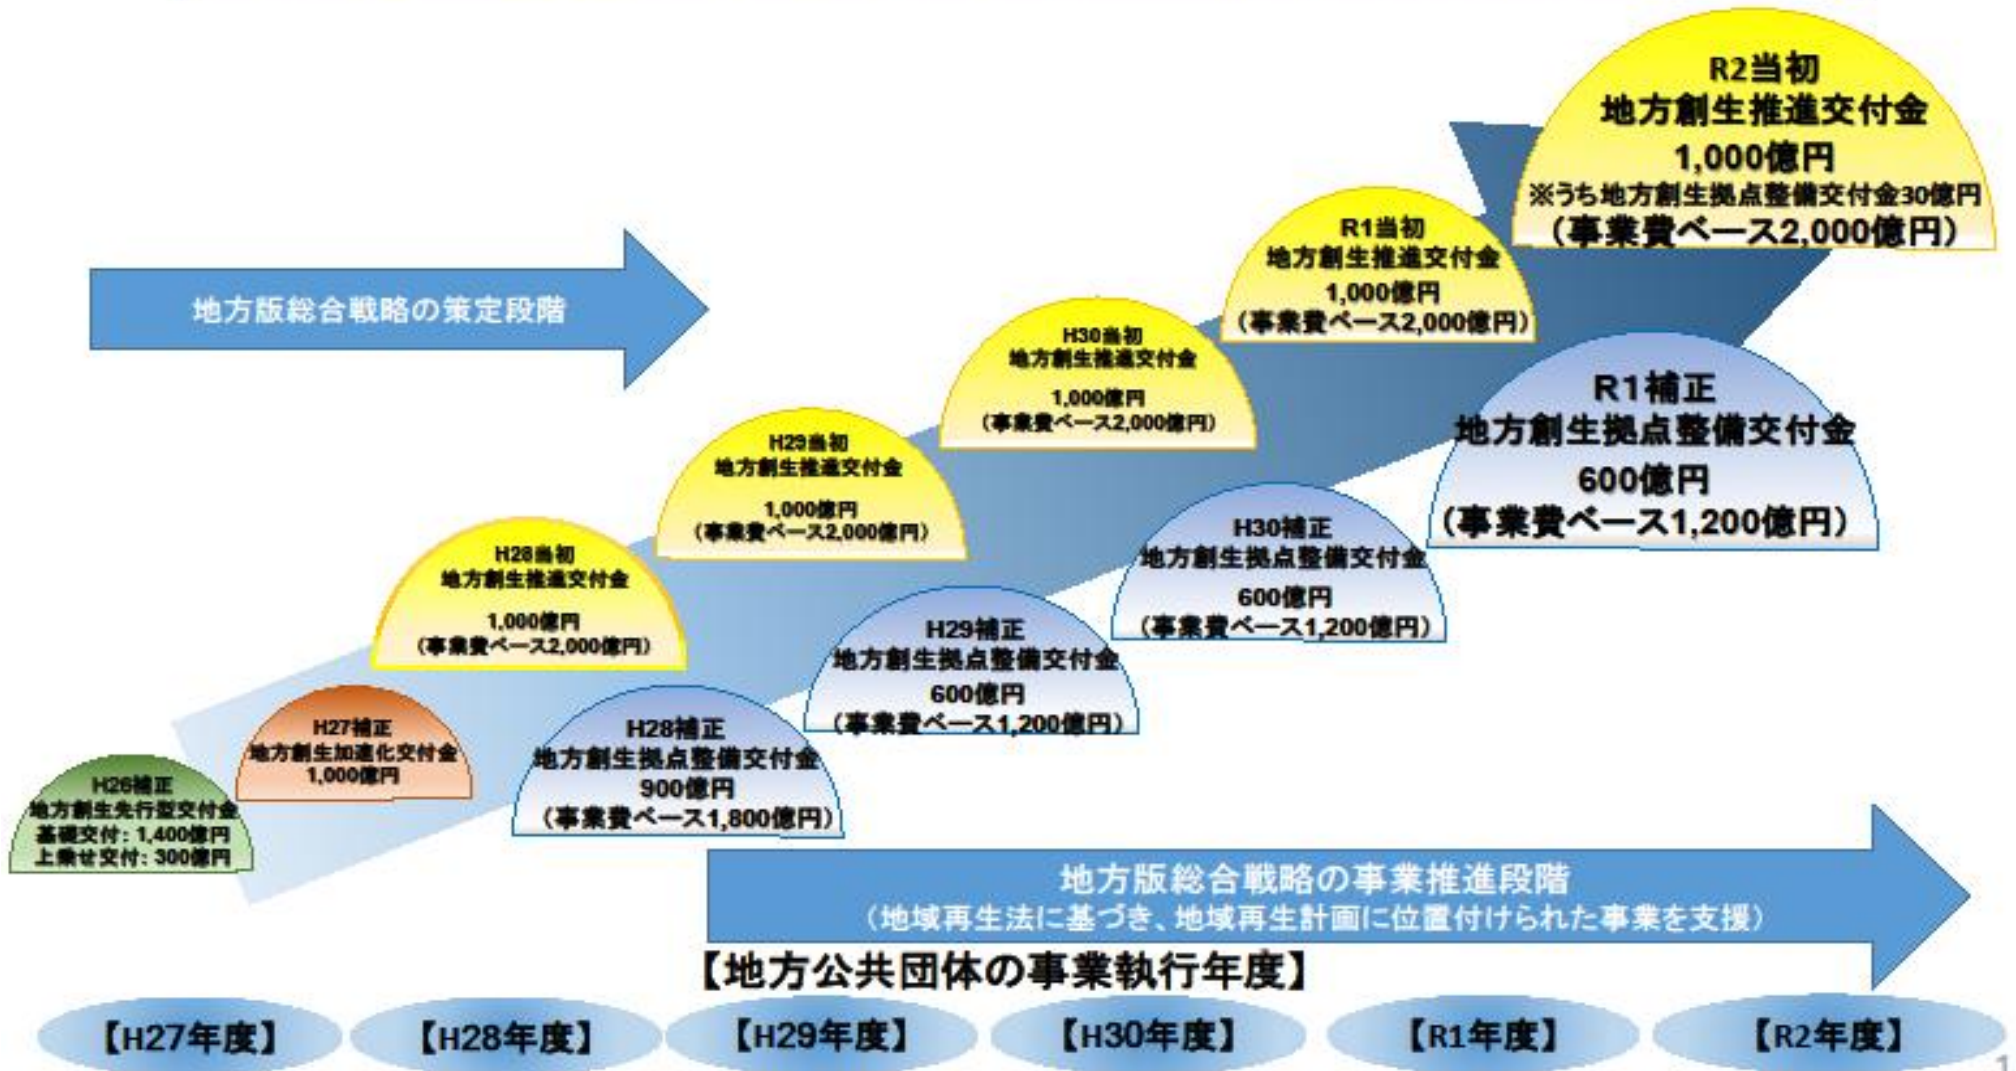 R2当初
地方創生推進交付金
1,000億円
※うち地方創生拠点整備交付金30億円
（事業費ベース2,000億円）
R1当初
地方創生推進交付金
1,000億円
（事業費ベース2,000億円）
地方版総合戦略の策定段階
H30当初
地方創生推進交付金
1,000億円
（事業費ベース2,000億円）
R1補正
地方創生拠点整備交付金
600億円
（事業費ベース1,200億円）
H29当初
地方創生推進交付金
1,000億円
（事業費ベース2,000億円）
H30補正
地方創生拠点整備交付金
600億円
（事業費ベース1,200億円）
H28当初
地方創生推進交付金
1,000億円
（事業費ベース2,000億円）
H29補正
地方創生拠点整備交付金
600億円
（事業費ベース1,200億円）
H27補正
地方創生加速化交付金
1,000億円
H28補正
地方創生拠点整備交付金
900億円
（事業費ベース1,800億円）
H26補正
地方創生先行型交付金
基礎交付：1,400億円
上乗せ交付：300億円
地方版総合戦略の事業推進段階
（地域再生法に基づき、地域再生計画に位置付けられた事業を支援）
【地方公共団体の事業執行年度】
【H27年度】
【H28年度】
【H29年度】
【H30年度】
【R1年度】
【R2年度】
1